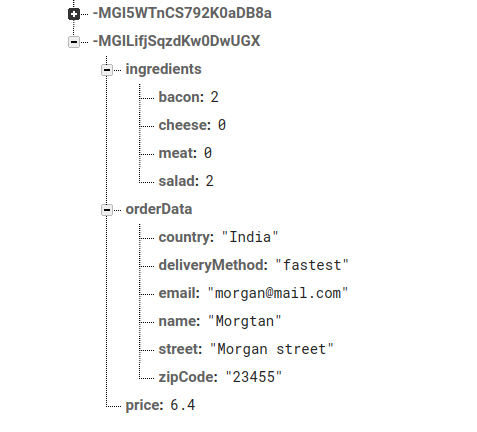 -MGI5WTnCS792K0aDB8a
-MGILifjSqzdKw0DwUGX
ingredients
bacon: 2
cheese: 0
meat: 0
salad: 2
orderData
country: "India"
deliveryMethod: "fastest"
email: "morgan@mail.com"
name: "Morgtan"
street: "Morgan street"
zipCode: "23455"
price: 6.4